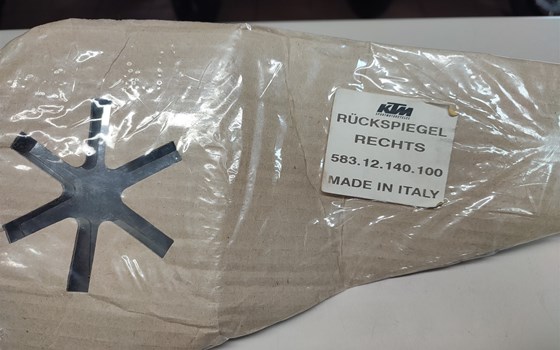 KTM
RÜCKSPIEGEL
RECHTS
583.12.140.100
MADE IN ITALY